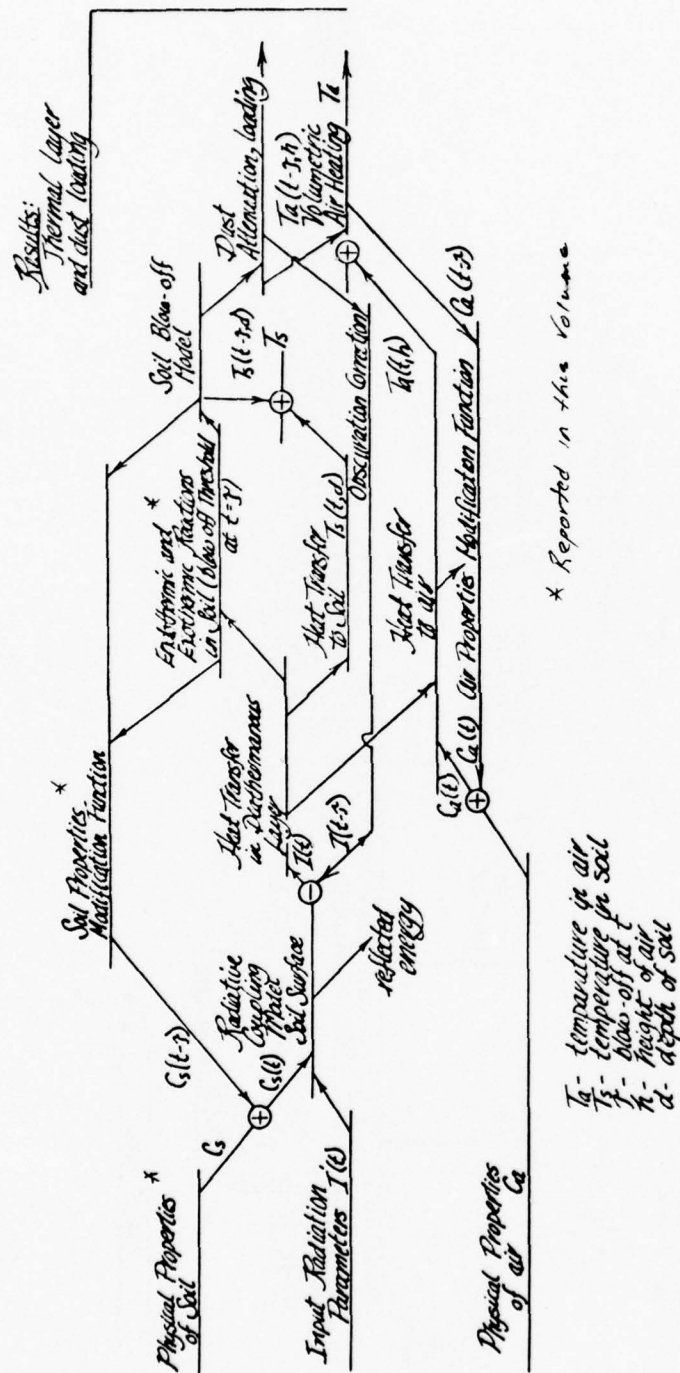 Results:
Thermal Layer
and dust loading
Dust
Attenuation, Loading
Ta(t-ɣ,h)
Volumetric
Air Heating
Ta
Soil Blow-off
Model
Ts(t-ɣ,d)
Ts
Obscuration Correction
Ta(t,h)
Ca(t-ɣ)
Endothermic and
Exothermic Reactions *
in Soil (blow off Threshold
at t=ɣ)
Heat Transfer
to Soil
Ts(t,d)
Heat Transfer
to air
Air Properties Modification Function
Ca(t)
Ca(t)
Soil Properties *
Modification Function
Heat Transfer
in Diathermanous
Layer
I(t)
I(t-ɣ)
Radiative
Coupling
Model
Soil Surface
reflected
energy
Cs(t-ɣ)
Cs(t)
Cs
Physical Properties *
of Soil
Input Radiation
Parameters I(t)
Physical Properties
of air Ca
* Reported in this Volume
Ta - temperature in air
Ts - temperature in soil
ɣ - blow-off at t
h - height of air
d - depth of soil